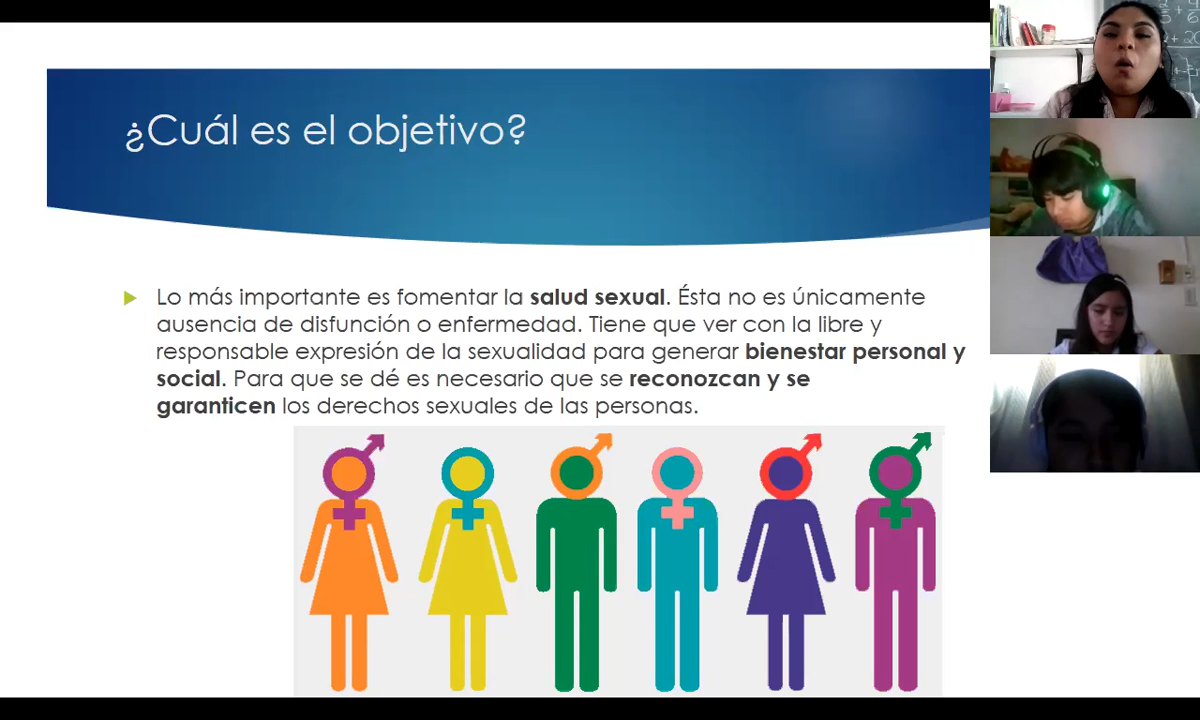 ¿Cuál es el objetivo?
Lo más importante es fomentar la salud sexual. Ésta no es únicamente
ausencia de disfunción o enfermedad. Tiene que ver con la libre y
responsable expresión de la sexualidad para generar bienestar personal y
social. Para que se dé es necesario que se reconozcan y se
garanticen los derechos sexuales de las personas.